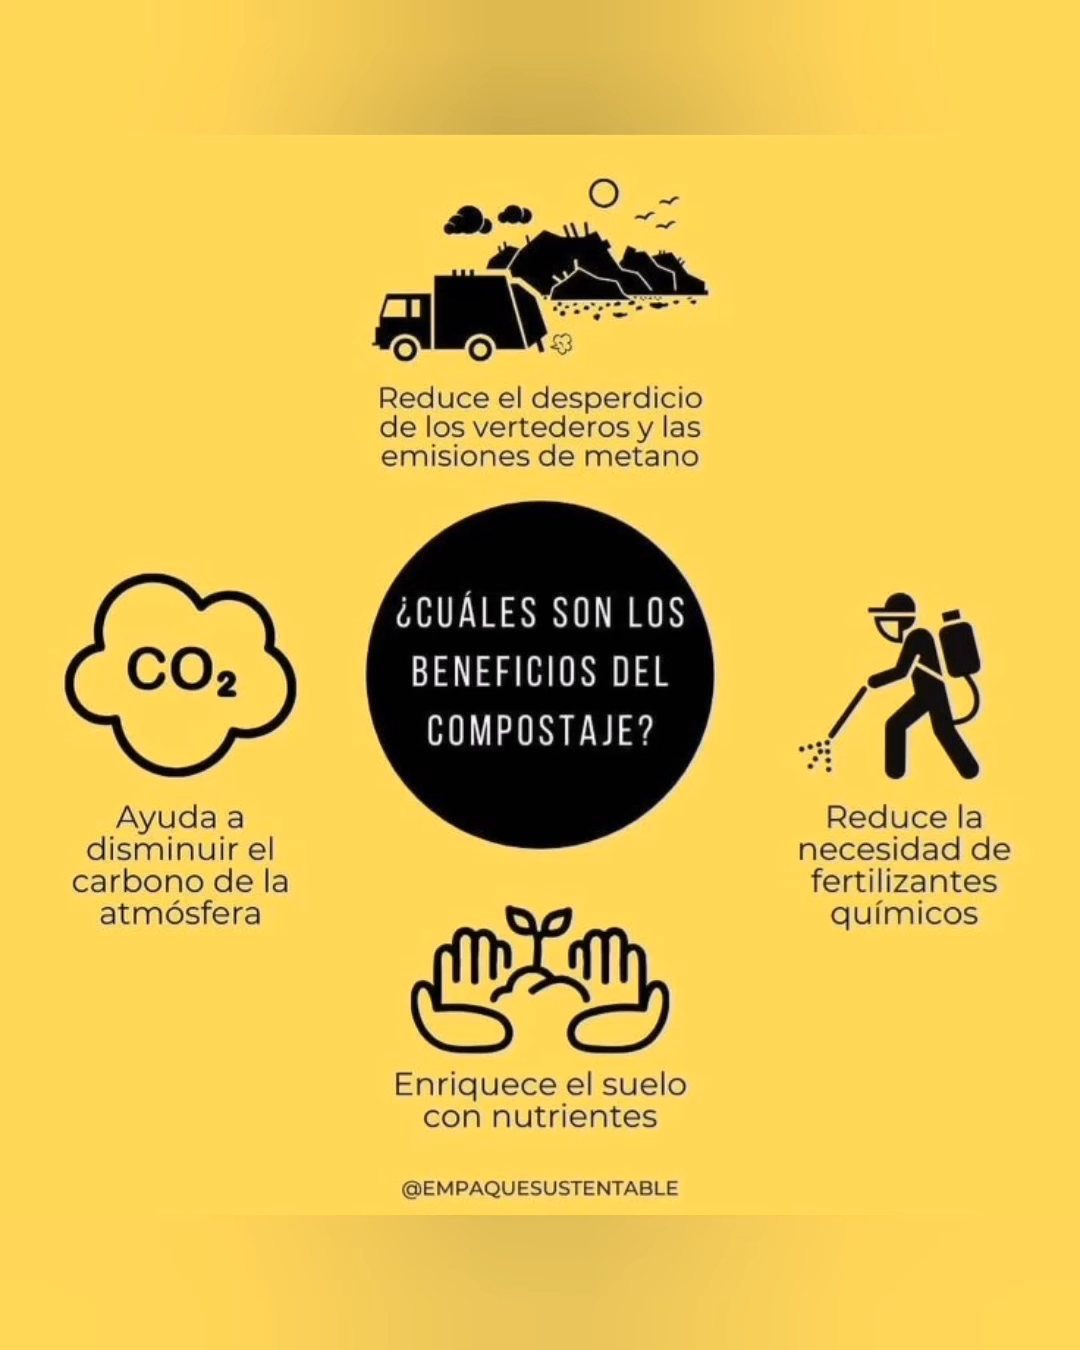 Reduce el desperdicio
de los vertederos y las
emisiones de metano
¿CUÁLES SON LOS
BENEFICIOS DEL
COMPOSTAJE?
CO₂
Ayuda a
disminuir el
carbono de la
atmósfera
Reduce la
necesidad de
fertilizantes
químicos
Enriquece el suelo
con nutrientes
@EMPAQUESUSTENTABLE